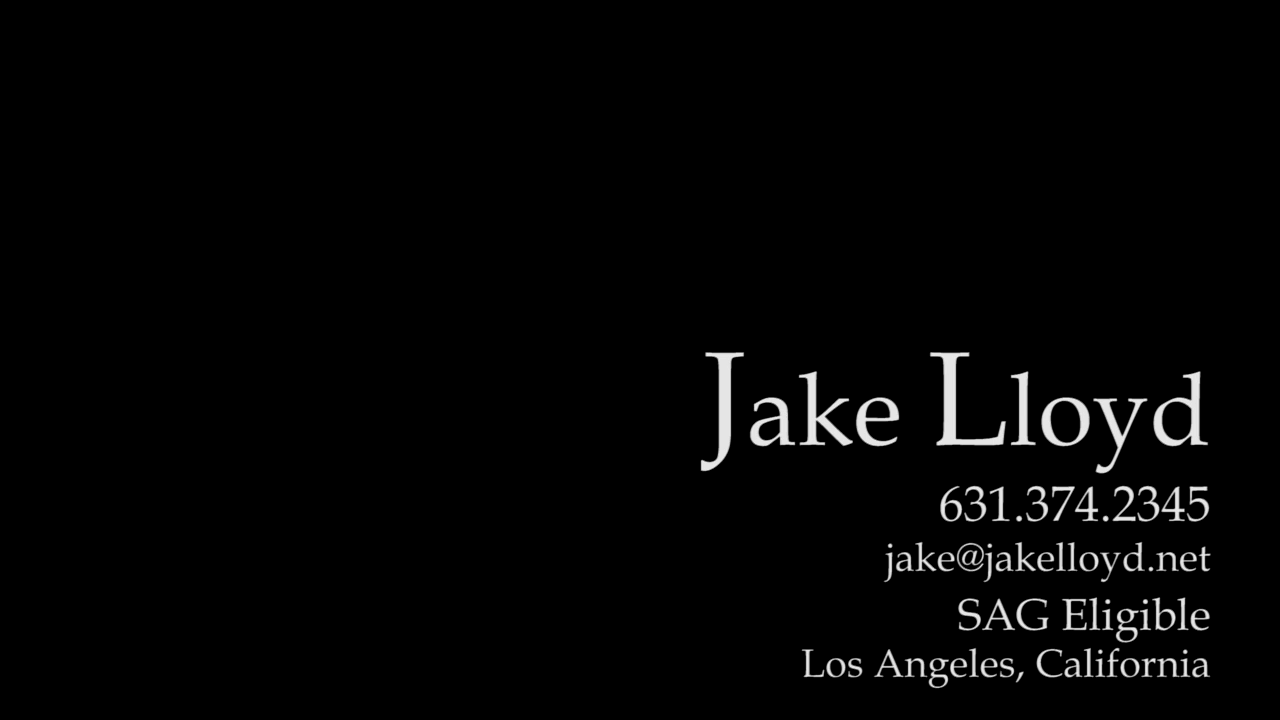 Jake Lloyd
631.374.2345
jake@jakelloyd.net
SAG Eligible
Los Angeles, California